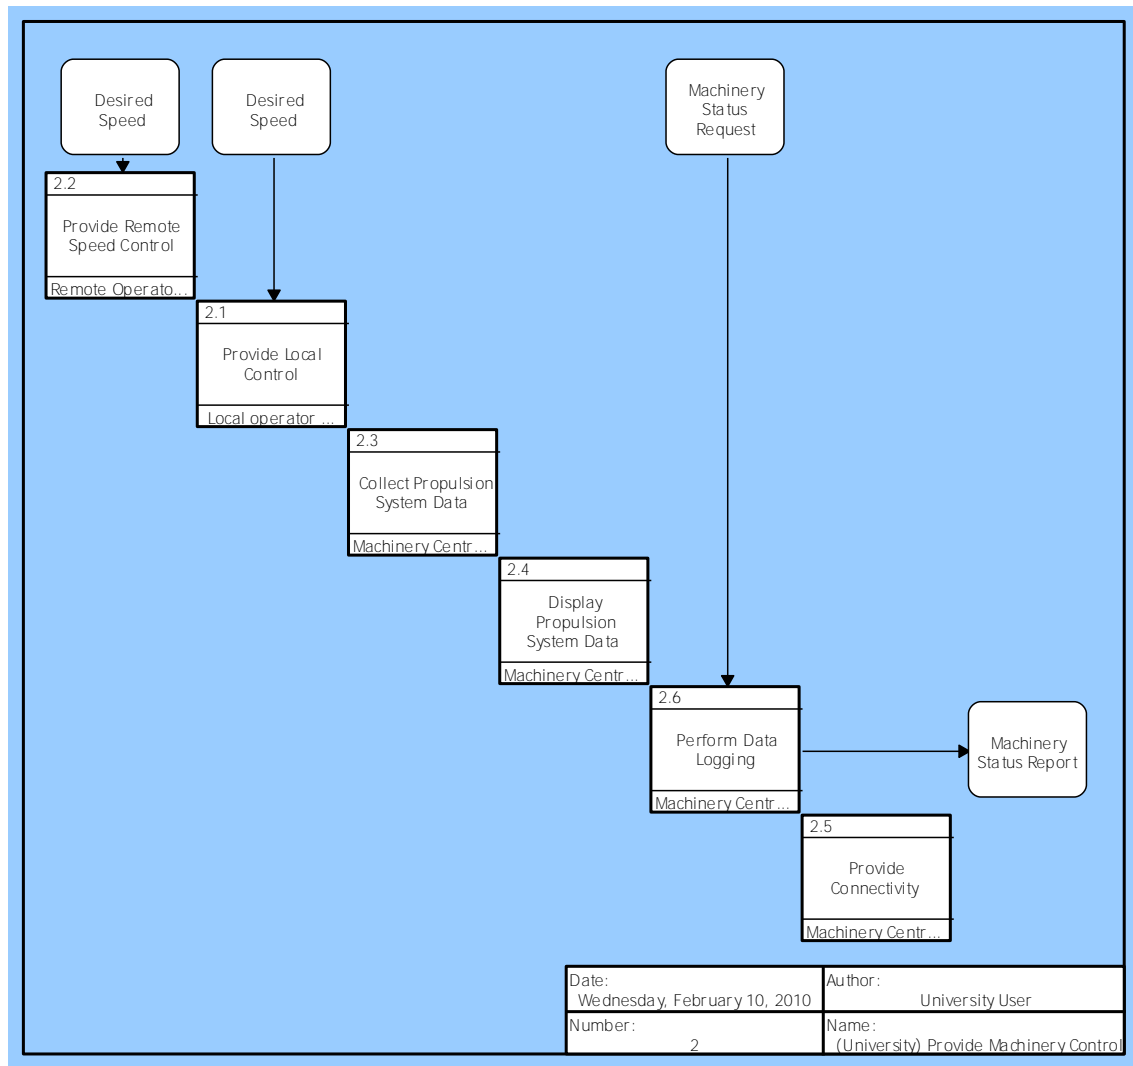 Desired
Speed
Desired
Speed
Machinery
Status
Request
2.2
Provide Remote
Speed Control
Remote Operato...
2.1
Provide Local
Control
Local operator ...
2.3
Collect Propulsion
System Data
Machinery Centr...
2.4
Display
Propulsion
System Data
Machinery Centr...
2.6
Perform Data
Logging
Machinery Centr...
Machinery
Status Report
2.5
Provide
Connectivity
Machinery Centr...
Date:
Wednesday, February 10, 2010
Author:
University User
Number:
2
Name:
(University) Provide Machinery Control